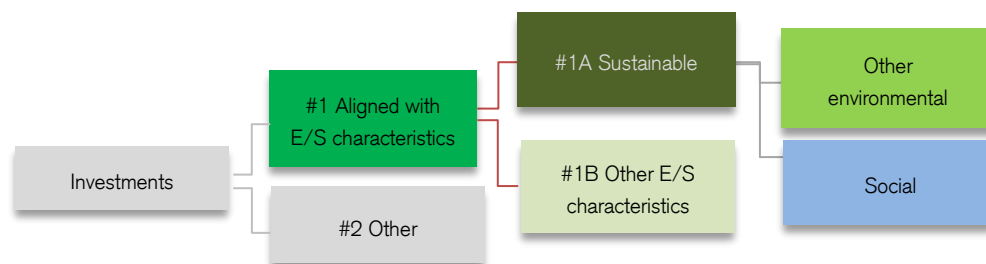 Investments
#1 Aligned with
E/S characteristics
#2 Other
#1A Sustainable
#1B Other E/S
characteristics
Other
environmental
Social